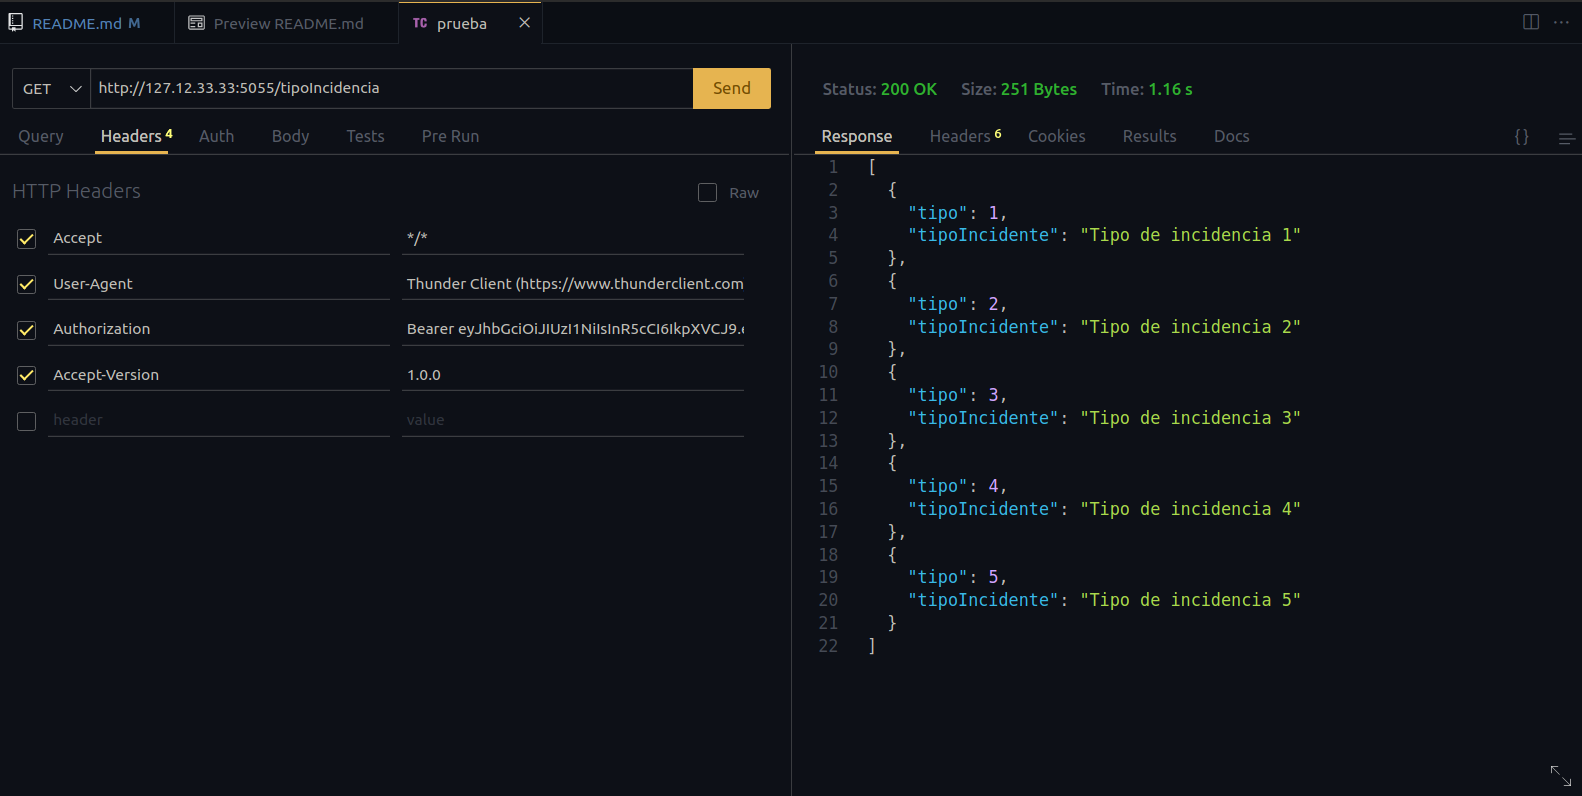 README.md M
Preview README.md
TC prueba
GET
http://127.12.33.33:5055/tipoIncidencia
Send
Query
Headers 4
Auth
Body
Tests
Pre Run
HTTP Headers
Raw
Accept
*/*
User-Agent
Thunder Client (https://www.thunderclient.com
Authorization
Bearer eyJhbGciOiJIUzI1NiIsInR5cCI6IkpXVCJ9.e
Accept-Version
1.0.0
header
value
Status: 200 OK
Size: 251 Bytes
Time: 1.16 s
Response
Headers 6
Cookies
Results
Docs
{}
1 [
2 {
3 "tipo": 1,
4 "tipoIncidente": "Tipo de incidencia 1"
5 },
6 {
7 "tipo": 2,
8 "tipoIncidente": "Tipo de incidencia 2"
9 },
10 {
11 "tipo": 3,
12 "tipoIncidente": "Tipo de incidencia 3"
13 },
14 {
15 "tipo": 4,
16 "tipoIncidente": "Tipo de incidencia 4"
17 },
18 {
19 "tipo": 5,
20 "tipoIncidente": "Tipo de incidencia 5"
21 }
22 ]